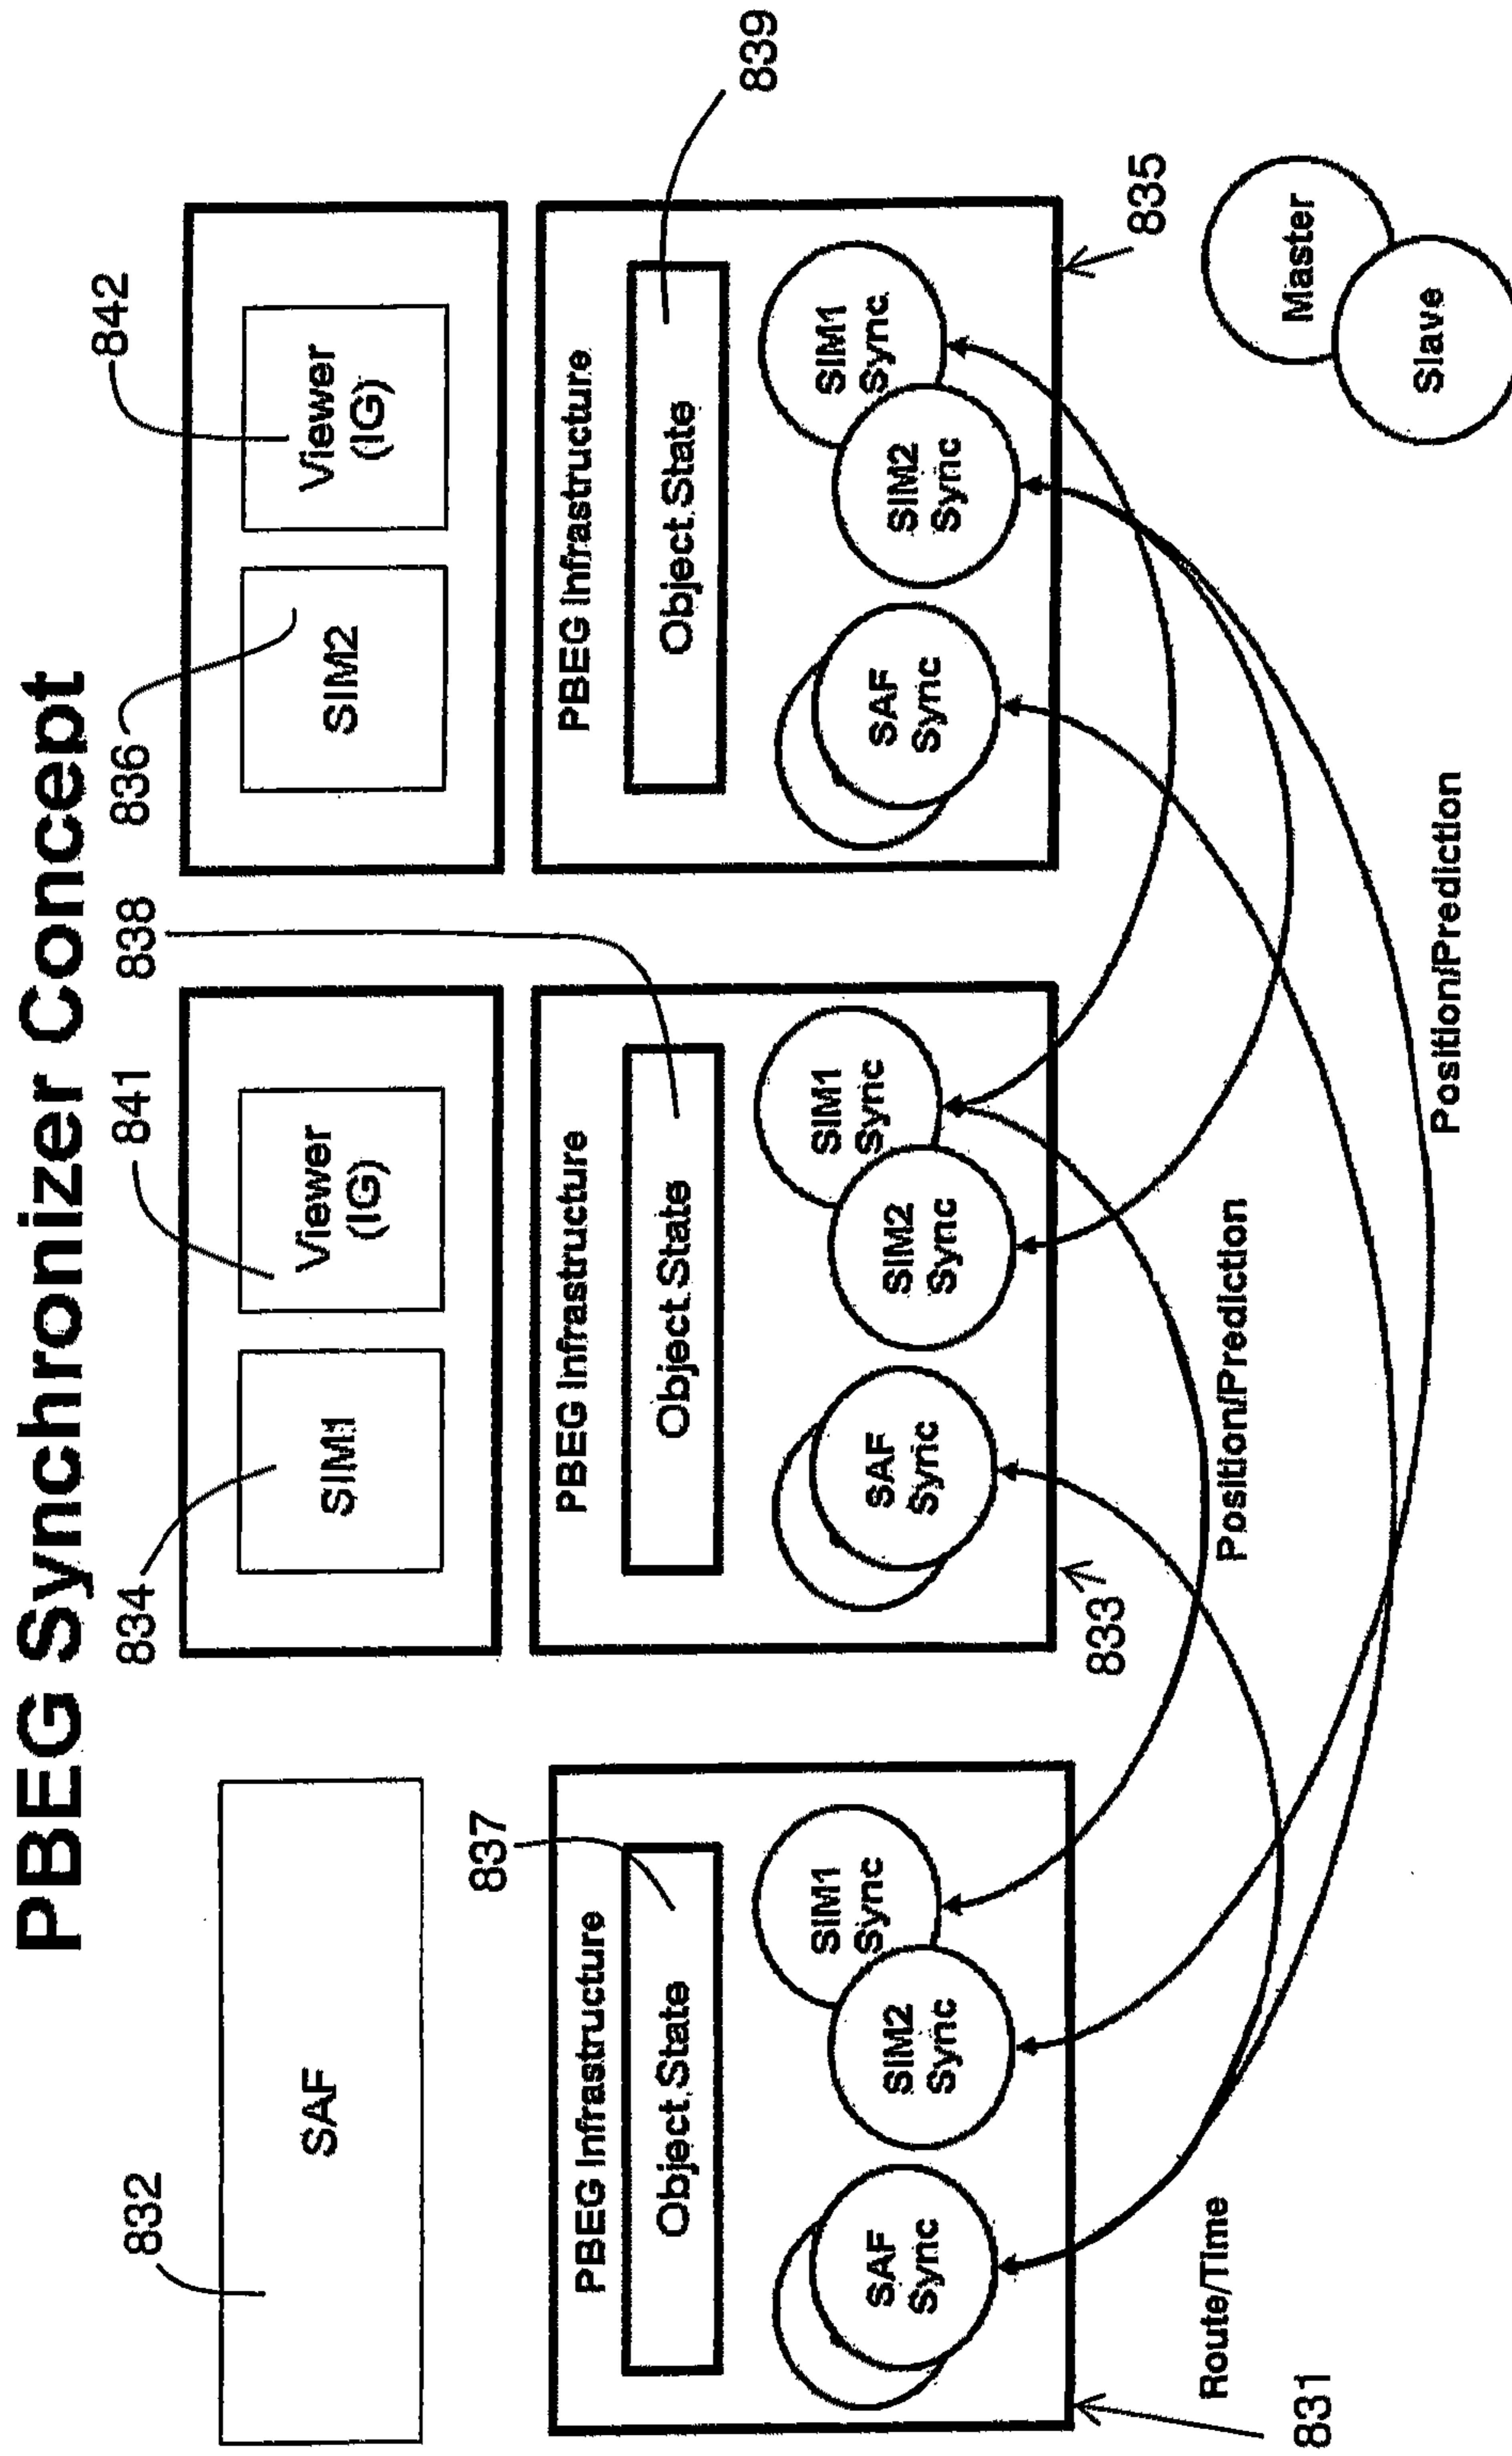 PBEG Synchronizer Concept
832
SAF
834
841
838
SIM1
Viewer
(IG)
836
842
SIM2
Viewer
(IG)
837
PBEG Infrastructure
Object State
SAF
Sync
SIM2
Sync
SIM1
Sync
PBEG Infrastructure
Object State
SAF
Sync
SIM2
Sync
SIM1
Sync
PBEG Infrastructure
Object State
SAF
Sync
SIM2
Sync
SIM1
Sync
839
831
833
835
Route/Time
Position/Prediction
Position/Prediction
Master
Slave